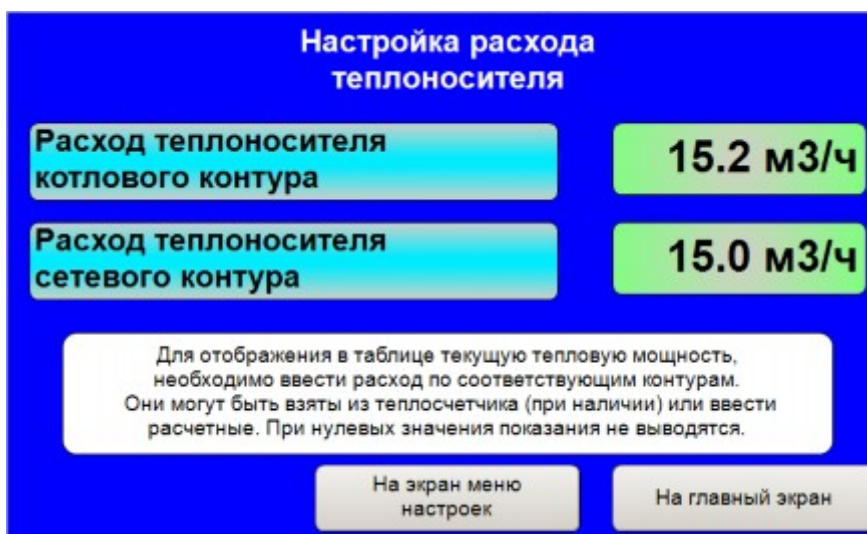 Настройка расхода
теплоносителя
Расход теплоносителя
котлового контура
15.2 м3/ч
Расход теплоносителя
сетевого контура
15.0 м3/ч
Для отображения в таблице текущую тепловую мощность,
необходимо ввести расход по соответствующим контурам.
Они могут быть взяты из теплосчетчика (при наличии) или ввести
расчетные. При нулевых значения показания не выводятся.
На экран меню
настроек
На главный экран